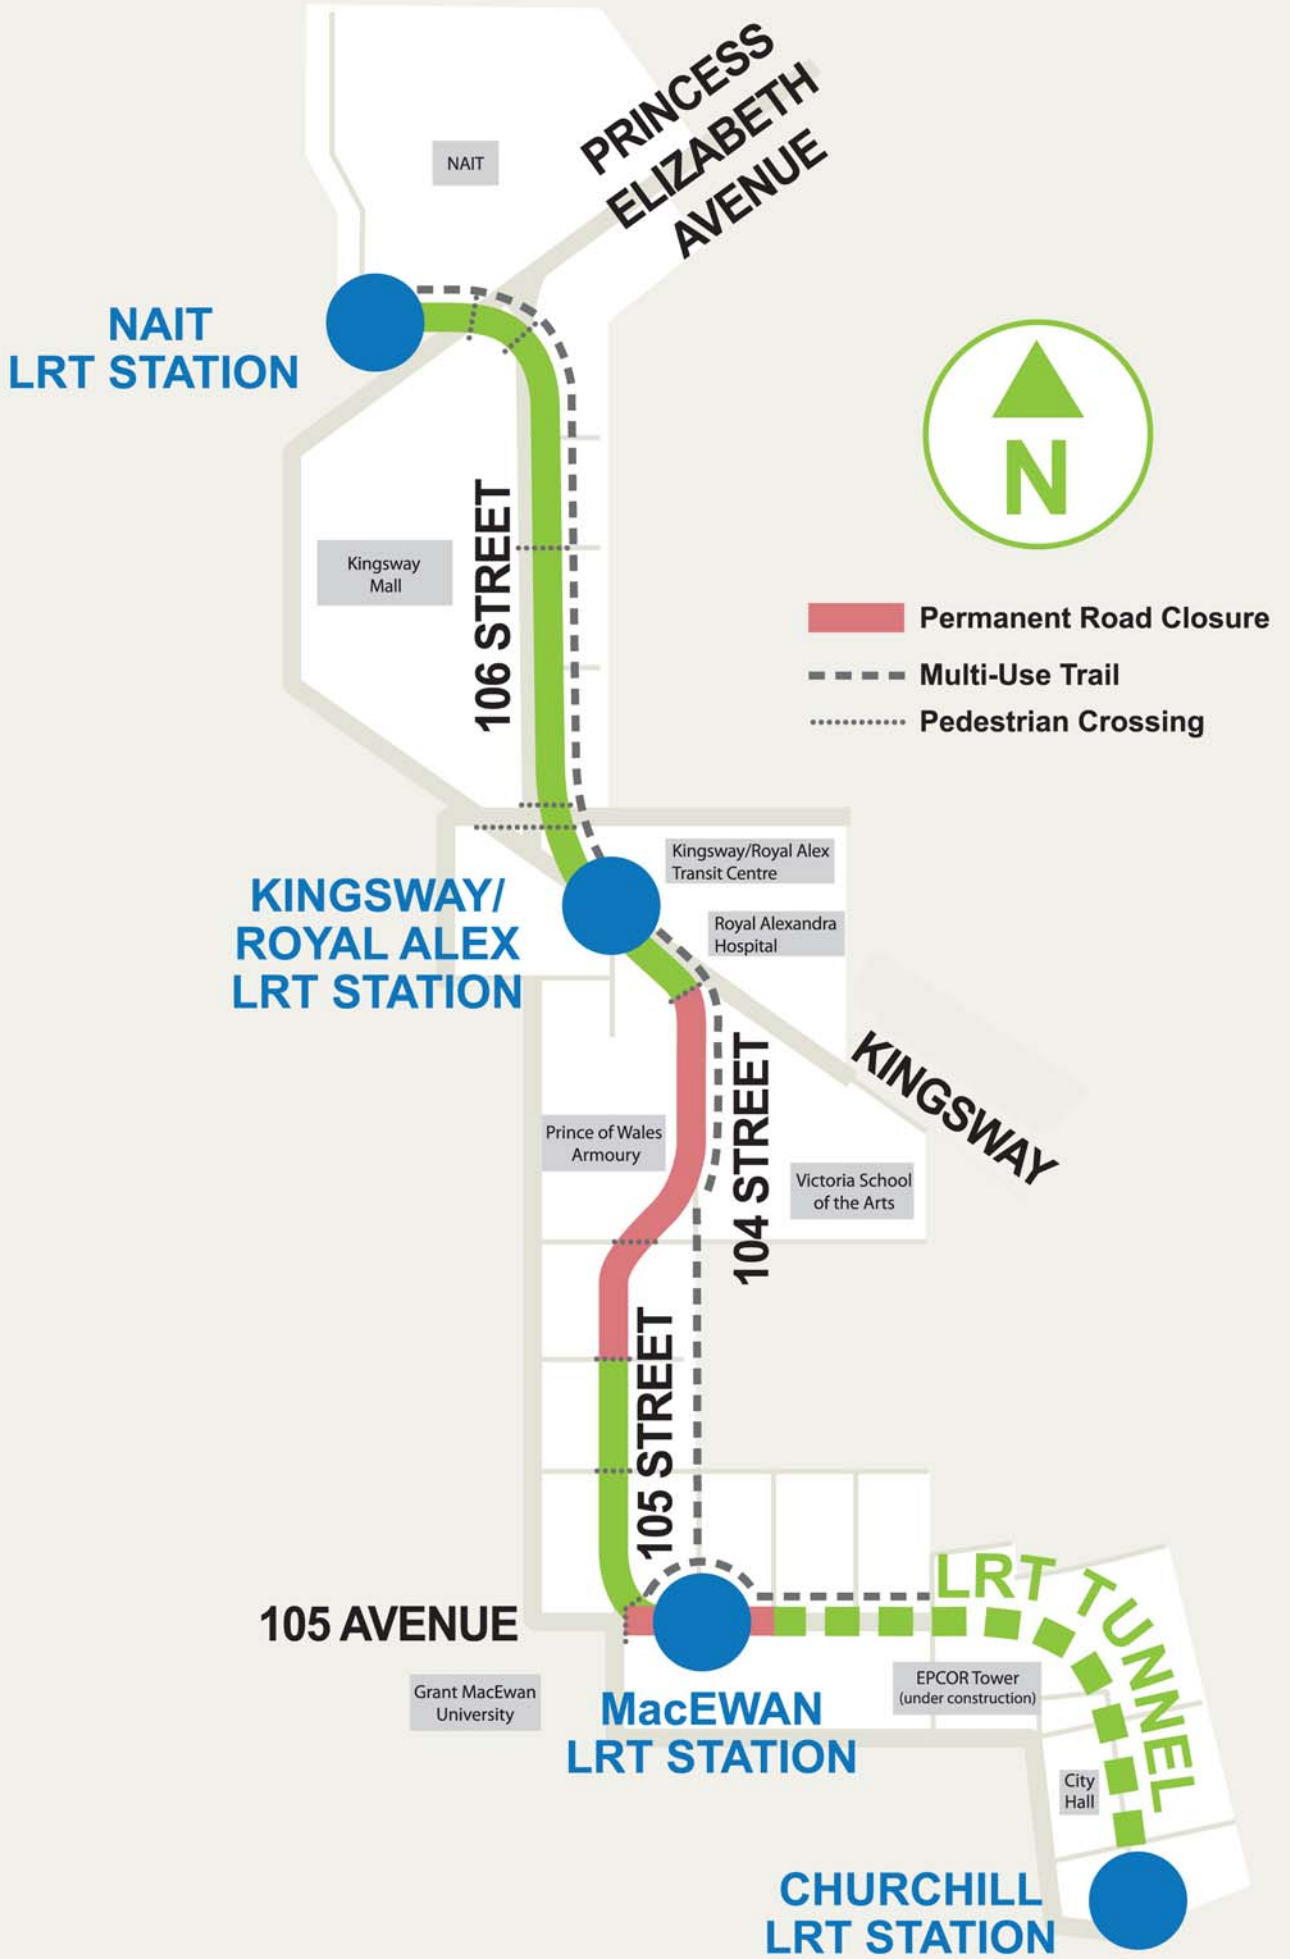 PRINCESS
ELIZABETH
AVENUE
NAIT
NAIT
LRT STATION
N
106 STREET
Kingsway
Mall
Permanent Road Closure
Multi-Use Trail
Pedestrian Crossing
Kingsway/Royal Alex
Transit Centre
KINGSWAY/
ROYAL ALEX
LRT STATION
Royal Alexandra
Hospital
KINGSWAY
104 STREET
Prince of Wales
Armoury
Victoria School
of the Arts
105 STREET
LRT TUNNEL
105 AVENUE
Grant MacEwan
University
EPCOR Tower
(under construction)
MacEWAN
LRT STATION
City
Hall
CHURCHILL
LRT STATION